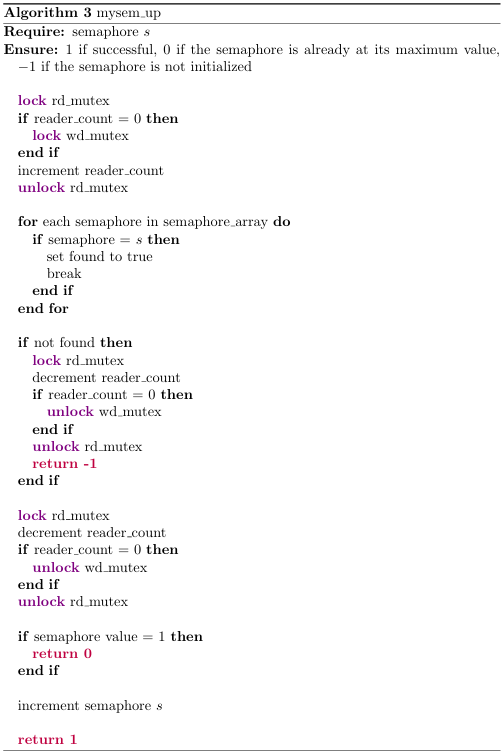 Algorithm 3 mysem_up
Require: semaphore s
Ensure: 1 if successful, 0 if the semaphore is already at its maximum value,
−1 if the semaphore is not initialized
lock rd_mutex
if reader_count = 0 then
lock wd_mutex
end if
increment reader_count
unlock rd_mutex
for each semaphore in semaphore_array do
if semaphore = s then
set found to true
break
end if
end for
if not found then
lock rd_mutex
decrement reader_count
if reader_count = 0 then
unlock wd_mutex
end if
unlock rd_mutex
return -1
end if
lock rd_mutex
decrement reader_count
if reader_count = 0 then
unlock wd_mutex
end if
unlock rd_mutex
if semaphore value = 1 then
return 0
end if
increment semaphore s
return 1